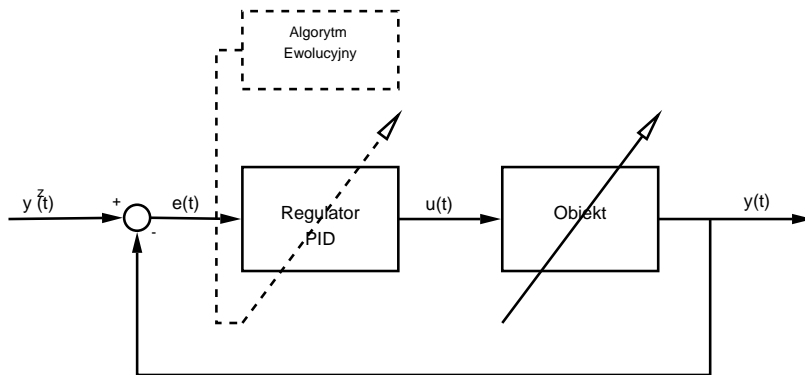 Algorytm
Ewolucyjny
y z(t)
+
-
e(t)
Regulator
PID
u(t)
Objekt
y(t)